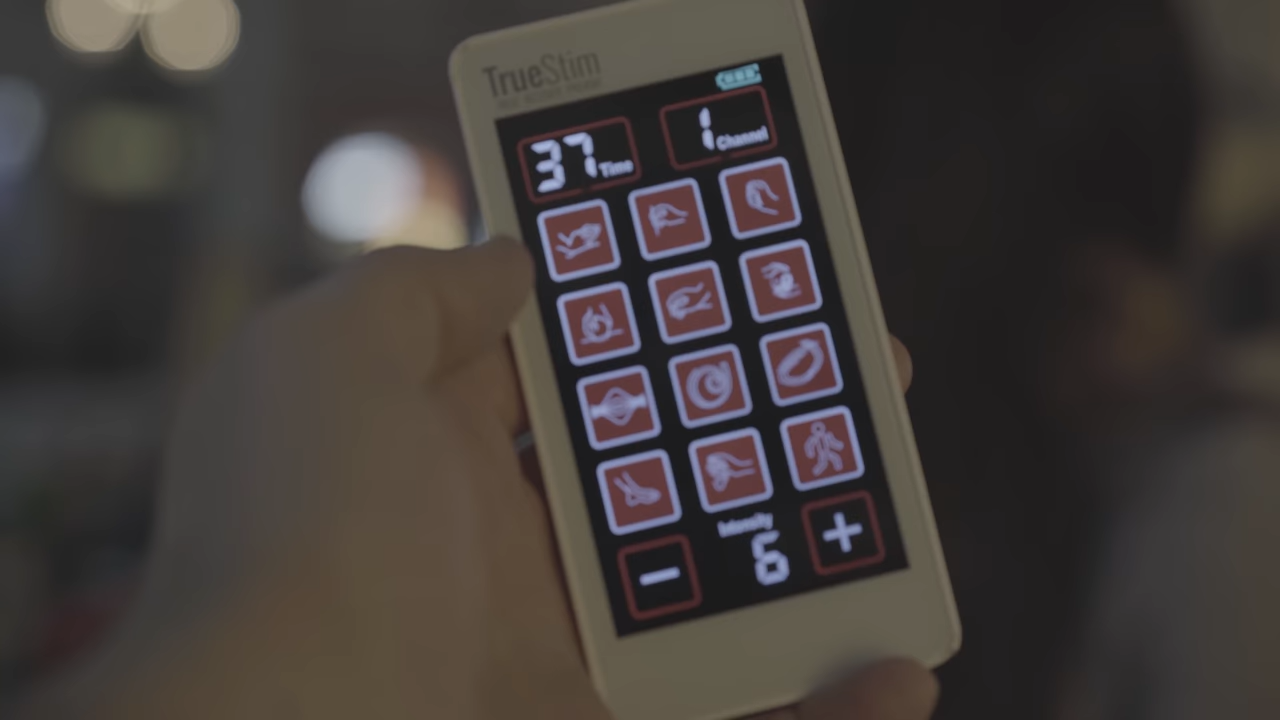 TrueStim
37 Time
1 Channel
Intensity
6
− +